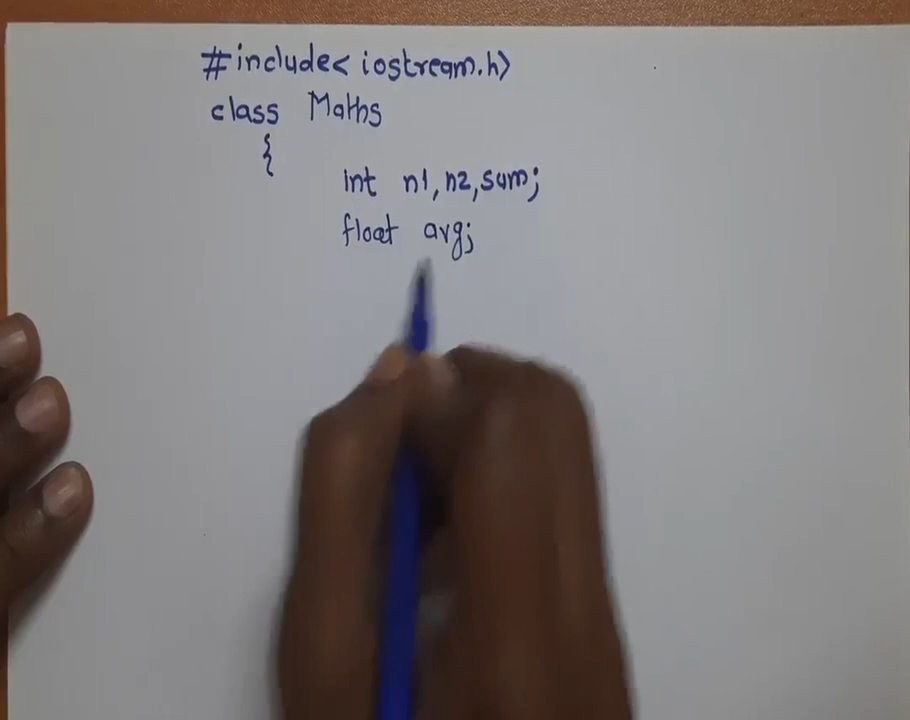 #include< iostream.h>
class Maths
{
int n1,n2,sum;
float avg;